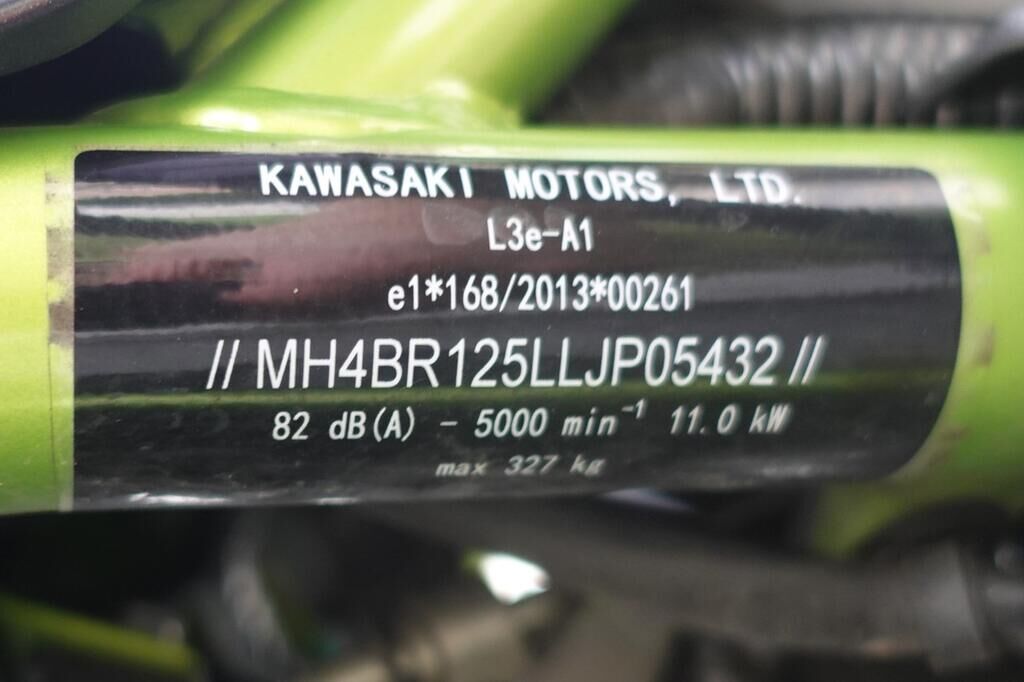 KAWASAKI MOTORS, LTD.
L3e-A1
e1*168/2013*00261
// MH4BR125LLJP05432 //
82 dB(A) - 5000 min⁻¹ 11.0 kW
max 327 kg